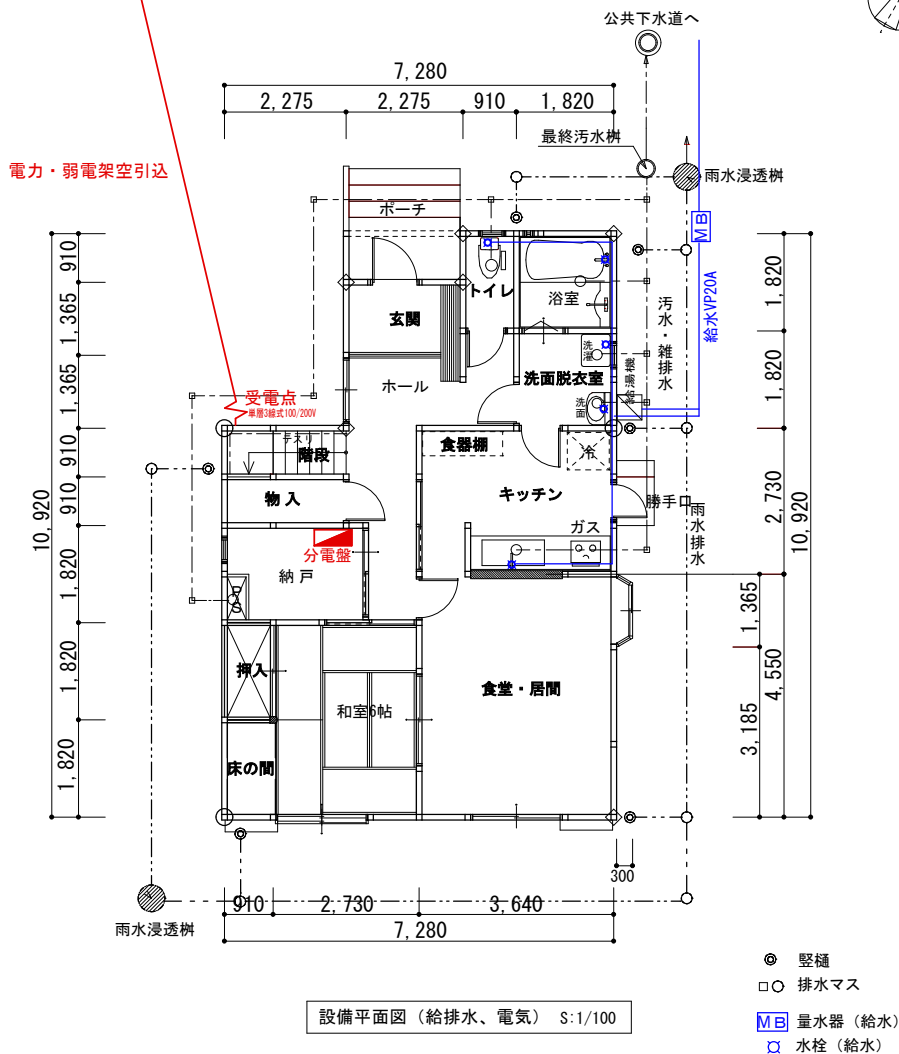 公共下水道へ
7,280
2,275
2,275
910
1,820
最終汚水桝
電力・弱電架空引込
雨水浸透桝
ポーチ
MB
910
1,365
1,365
910
910
1,820
1,820
1,820
10,920
トイレ
浴室
玄関
汚水・雑排水
給水VP20A
1,820
1,820
2,730
4,550
10,920
1,365
3,185
ホール
洗濯
洗面脱衣室
給湯機
受電点
単層3線式100/200V
洗面
テスリ
階段
食器棚
冷
物入
キッチン
勝手口
雨水排水
ガス
分電盤
納戸
PS
押入
食堂・居間
和室6帖
床の間
300
910
2,730
3,640
7,280
雨水浸透桝
竪樋
排水マス
設備平面図（給排水、電気） S:1/100
MB 量水器（給水）
水栓（給水）